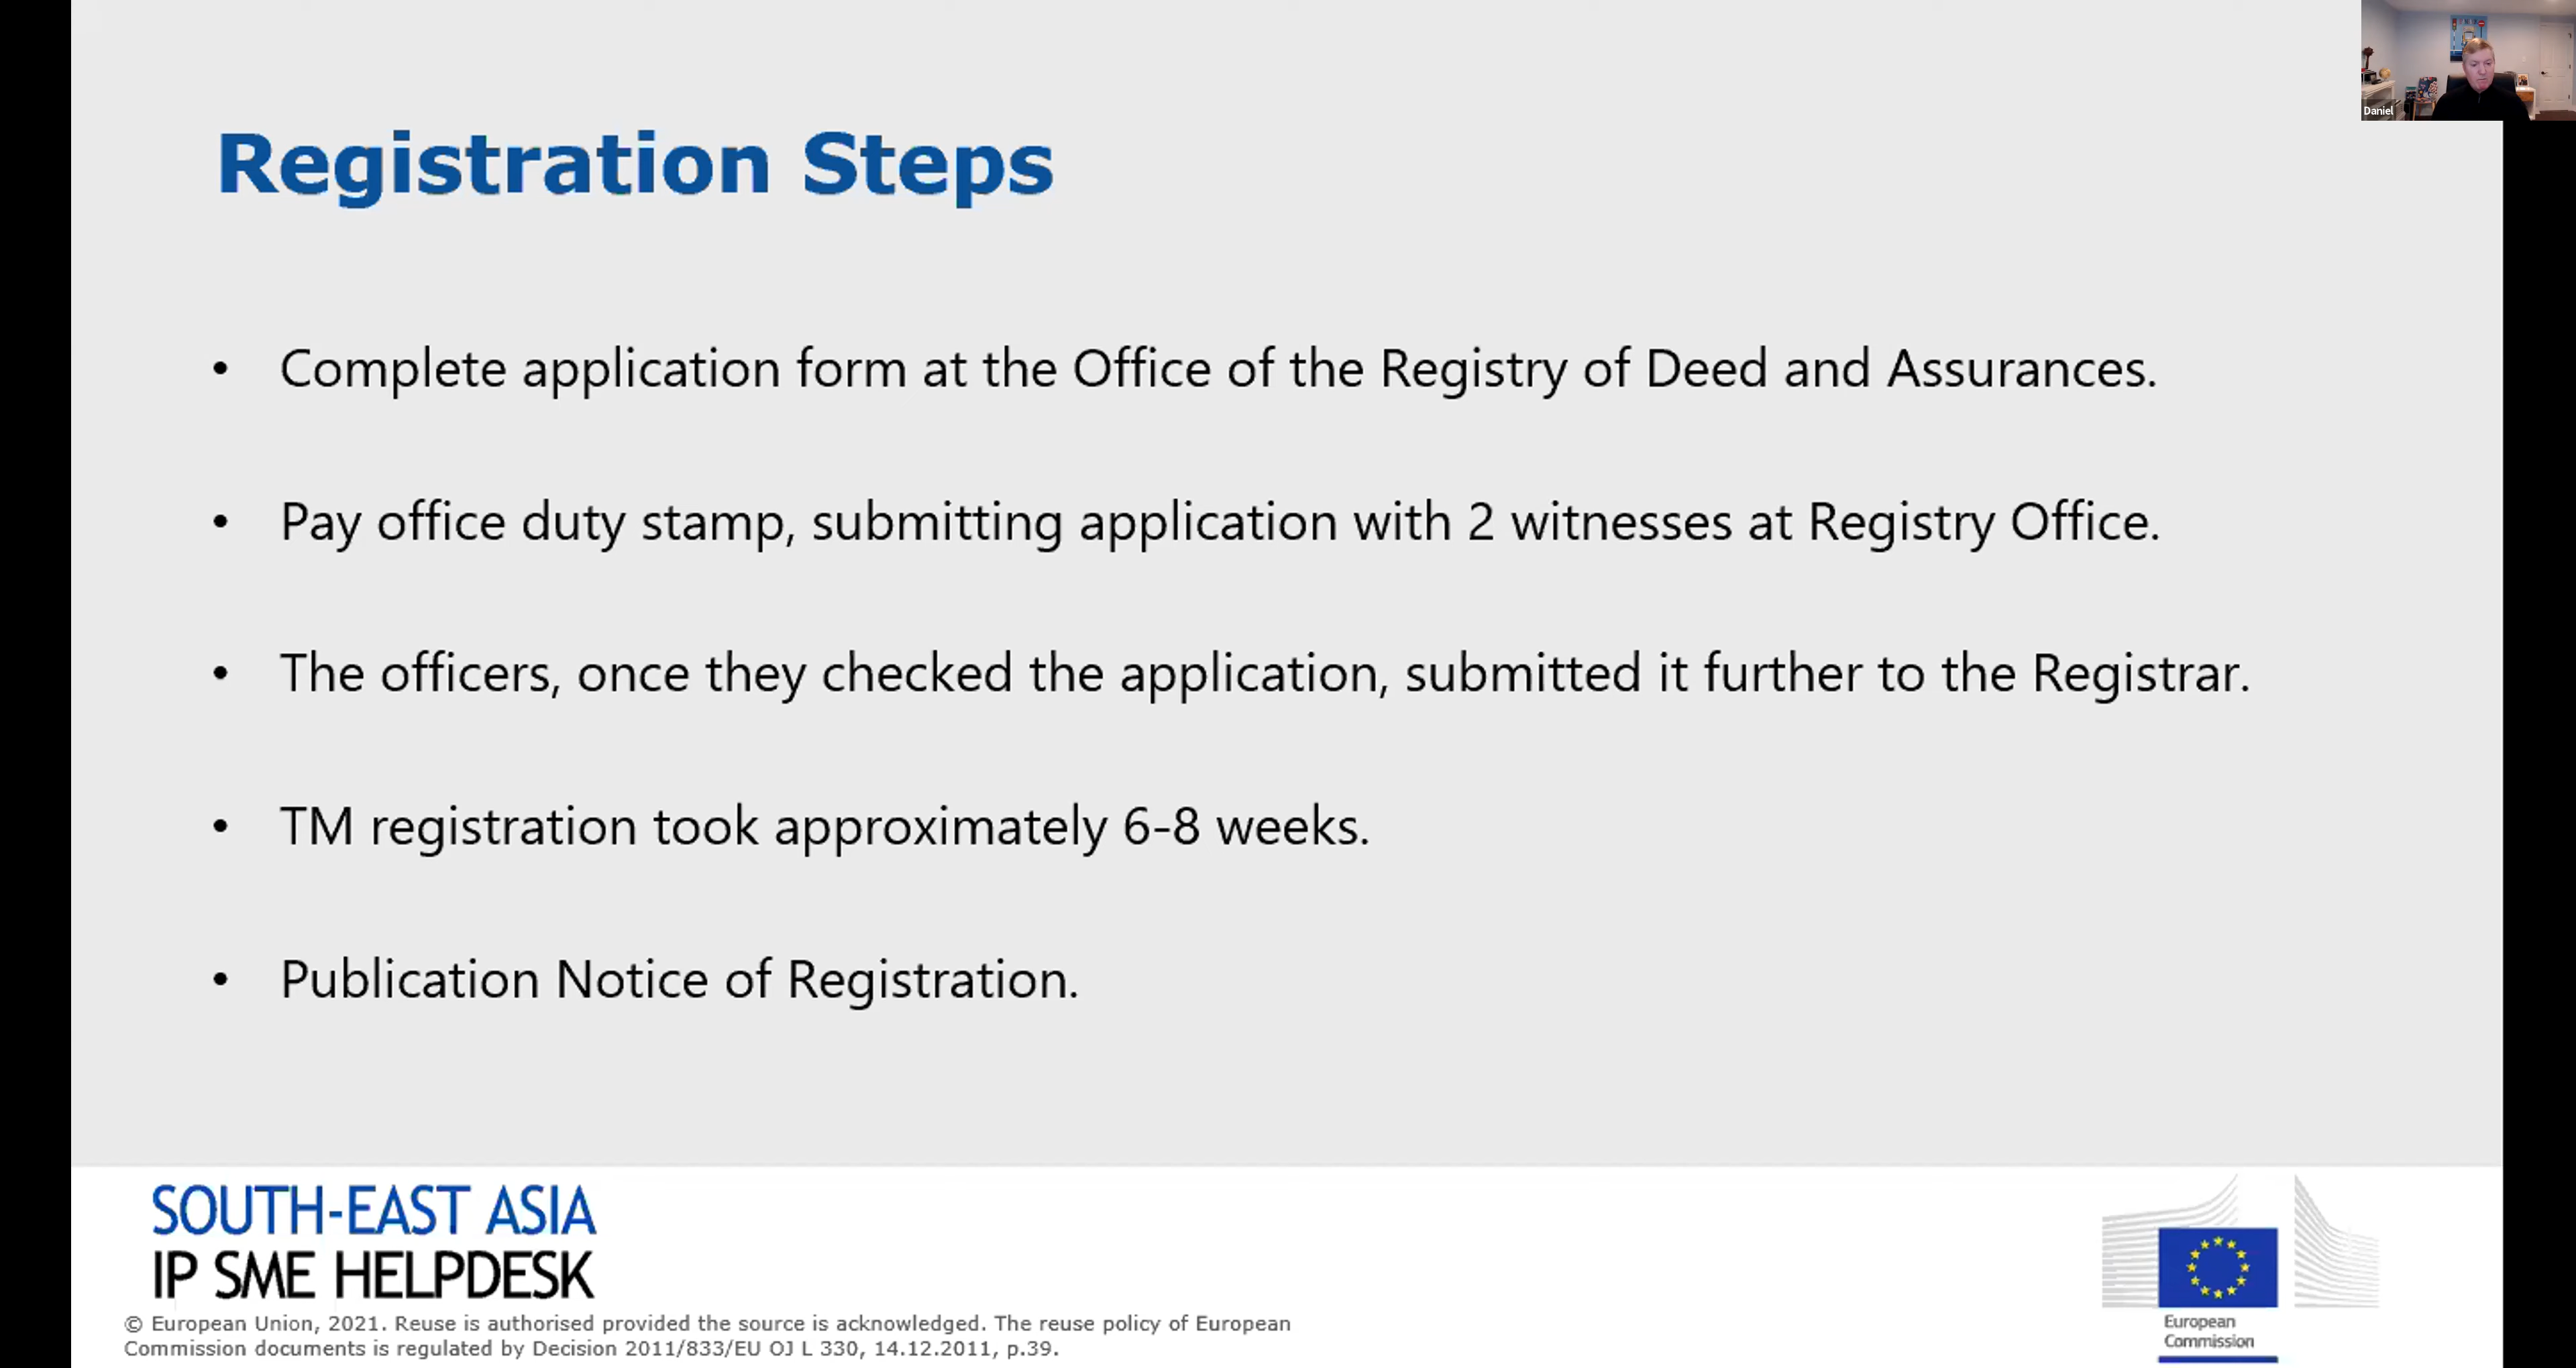 Daniel
Registration Steps
• Complete application form at the Office of the Registry of Deed and Assurances.
• Pay office duty stamp, submitting application with 2 witnesses at Registry Office.
• The officers, once they checked the application, submitted it further to the Registrar.
• TM registration took approximately 6-8 weeks.
• Publication Notice of Registration.
SOUTH-EAST ASIA
IP SME HELPDESK
© European Union, 2021. Reuse is authorised provided the source is acknowledged. The reuse policy of European
Commission documents is regulated by Decision 2011/833/EU OJ L 330, 14.12.2011, p.39.
European
Commission